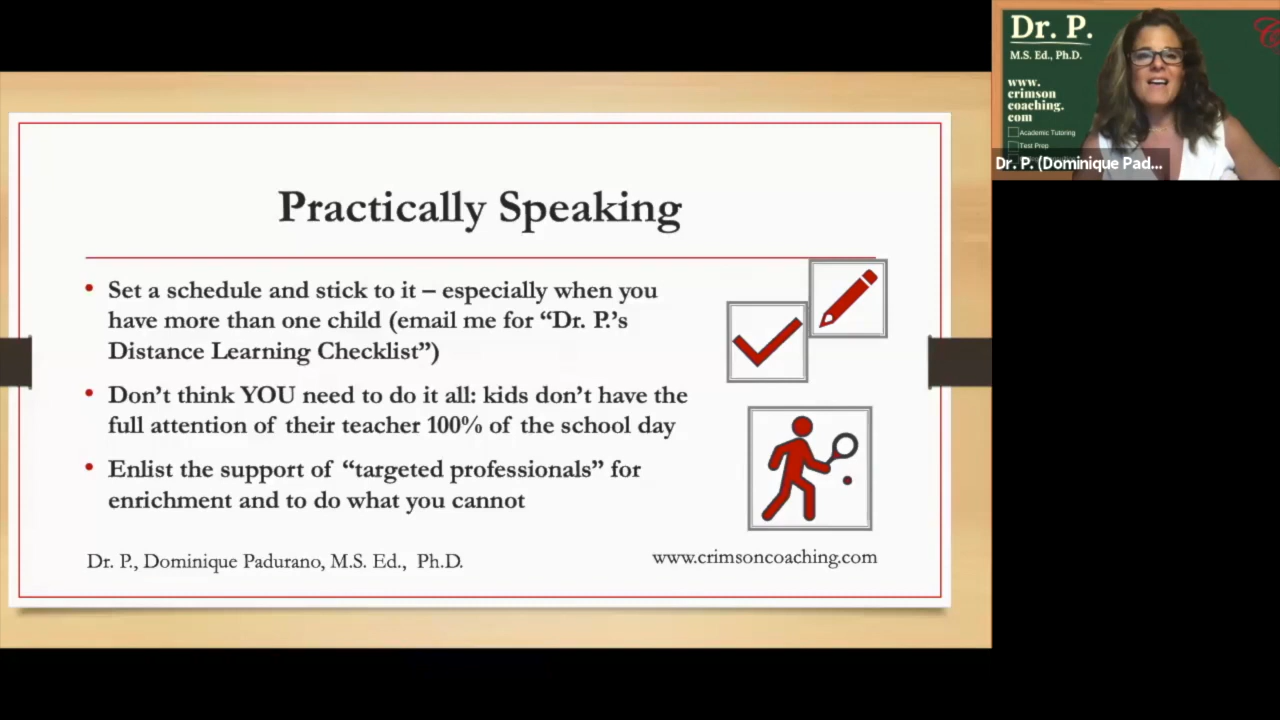 Practically Speaking
• Set a schedule and stick to it – especially when you
have more than one child (email me for “Dr. P.’s
Distance Learning Checklist”)
• Don’t think YOU need to do it all: kids don’t have the
full attention of their teacher 100% of the school day
• Enlist the support of “targeted professionals” for
enrichment and to do what you cannot
Dr. P., Dominique Padurano, M.S. Ed., Ph.D.
www.crimsoncoaching.com
Dr. P.
M.S. Ed., Ph.D.
www.
crimson
coaching.
com
Academic Tutoring
Test Prep
Dr. P. (Dominique Pad...